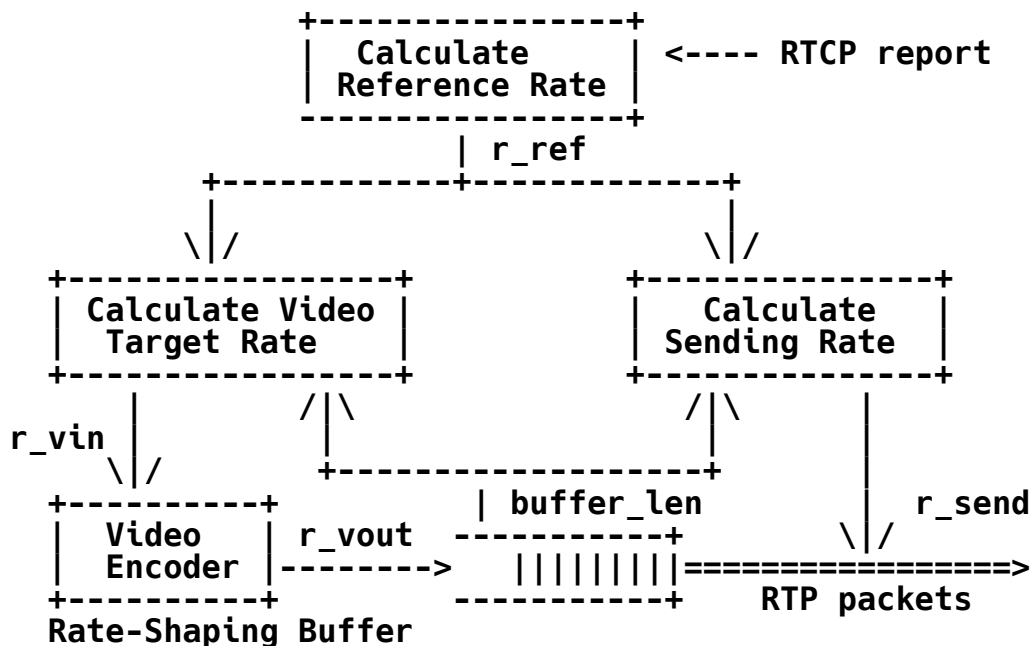 +----------------+
                   |   Calculate      |  <---- RTCP report
                   | Reference Rate |
                   -----------------+
                            | r_ref
             +------------+-------------+
             |                          |
            \|/                        \|/
   +-----------------+             +---------------+
   | Calculate Video |             |    Calculate   |
   |   Target Rate     |             | Sending Rate  |
   +-----------------+             +---------------+
        |         /|\                 /|\       |
r_vin  |          |                   |        |
       \|/         +-------------------+        |
   +----------+            | buffer_len         |   r_send
   |   Video    |  r_vout  -----------+         \|/
   |   Encoder |-------->    |||||||||=================>
   +----------+           -----------+     RTP packets
   Rate-Shaping Buffer